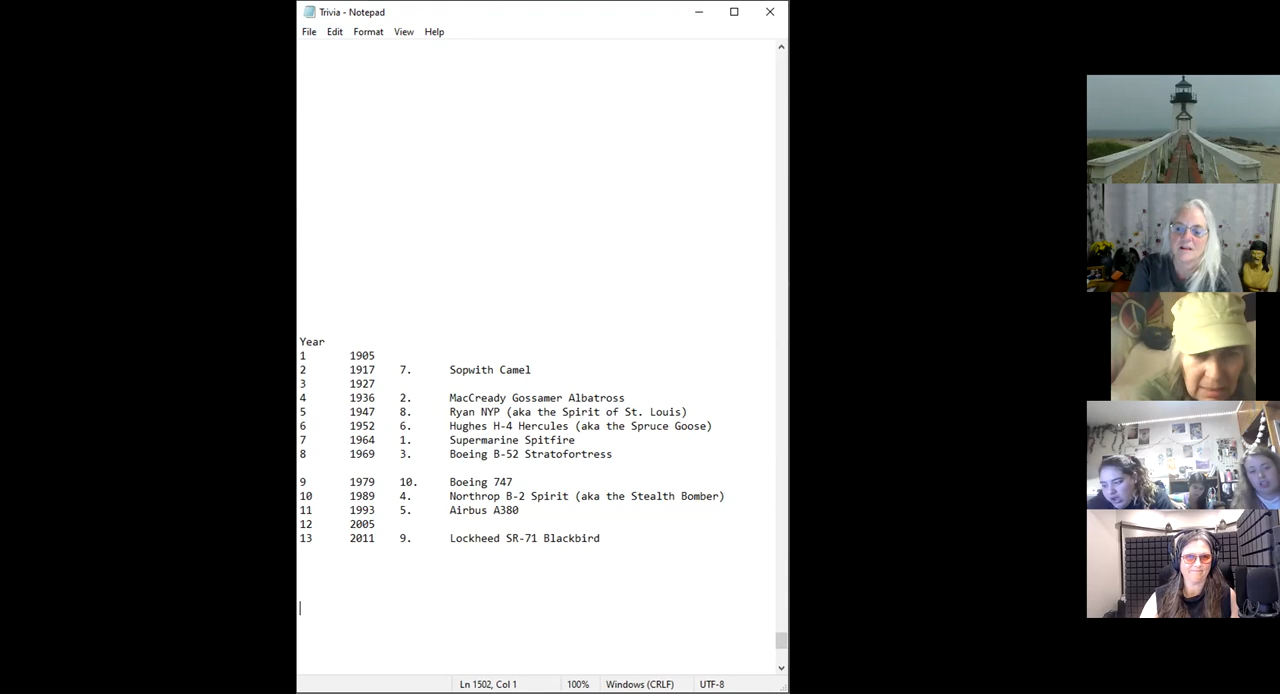 Trivia - Notepad
File Edit Format View Help
Year
1 1905
2 1917 7. Sopwith Camel
3 1927
4 1936 2. MacCready Gossamer Albatross
5 1947 8. Ryan NYP (aka the Spirit of St. Louis)
6 1952 6. Hughes H-4 Hercules (aka the Spruce Goose)
7 1964 1. Supermarine Spitfire
8 1969 3. Boeing B-52 Stratofortress
9 1979 10. Boeing 747
10 1989 4. Northrop B-2 Spirit (aka the Stealth Bomber)
11 1993 5. Airbus A380
12 2005
13 2011 9. Lockheed SR-71 Blackbird
Ln 1502, Col 1 100% Windows (CRLF) UTF-8